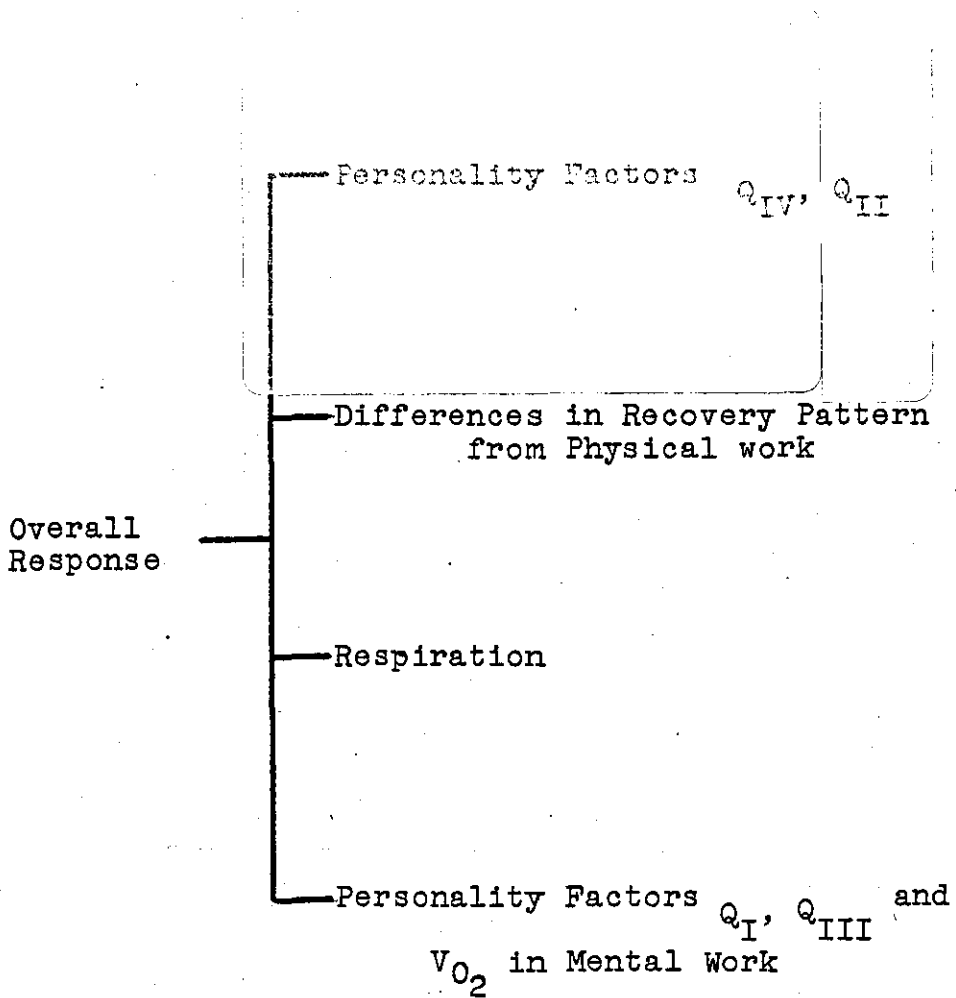 Personality Factors Q_IV, Q_II
Differences in Recovery Pattern
from Physical work
Overall
Response
Respiration
Personality Factors Q_I, Q_III and
V_O2 in Mental Work